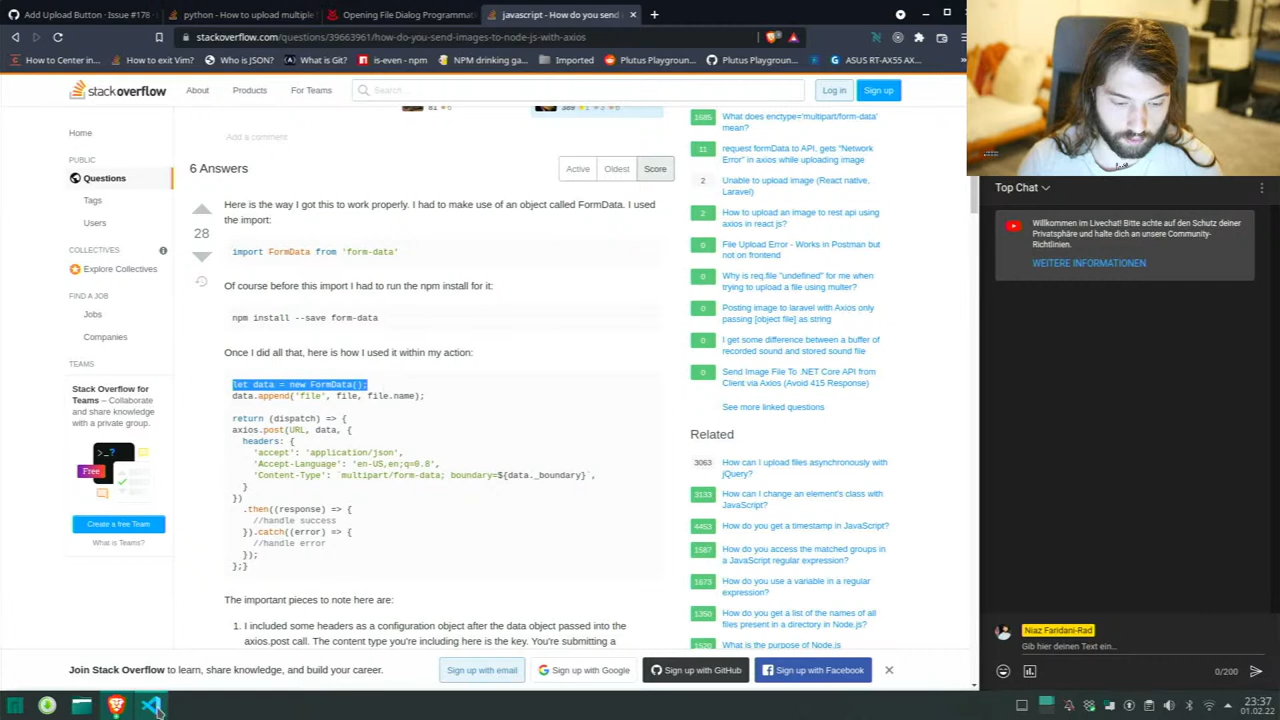 Add Upload Button · Issue #178 ·
python - How to upload multiple
Opening File Dialog Programmat
javascript - How do you send
stackoverflow.com/questions/39663961/how-do-you-send-images-to-node-js-with-axios
How to Center in...
How to exit Vim?
Who is JSON?
What is Git?
is-even - npm
NPM drinking ga...
Imported
Plutus Playgroun...
Plutus Playgroun...
ASUS RT-AX55 AX...
stackoverflow
About
Products
For Teams
Search...
Log in
Sign up
Home
PUBLIC
Questions
Tags
Users
COLLECTIVES
Explore Collectives
FIND A JOB
Jobs
Companies
TEAMS
Stack Overflow for
Teams – Collaborate
and share knowledge
with a private group.
Free
Create a free Team
What is Teams?
Add a comment
6 Answers
Active
Oldest
Score
28
Here is the way I got this to work properly. I had to make use of an object called FormData. I used
the import:
import FormData from 'form-data'
Of course before this import I had to run the npm install for it:
npm install --save form-data
Once I did all that, here is how I used it within my action:
let data = new FormData();
data.append('file', file, file.name);
return (dispatch) => {
axios.post(URL, data, {
headers: {
'accept': 'application/json',
'Accept-Language': 'en-US,en;q=0.8',
'Content-Type': `multipart/form-data; boundary=${data._boundary}`,
}
})
.then((response) => {
//handle success
}).catch((error) => {
//handle error
});
};}
The important pieces to note here are:
1. I included some headers as a configuration object after the data object passed into the
axios.post call. The content type you're including here is the key. You're submitting a
1685
What does enctype='multipart/form-data'
mean?
11
request formData to API, gets "Network
Error" in axios while uploading image
2
Unable to upload image (React native,
Laravel)
2
How to upload an image to rest api using
axios in react js?
0
File Upload Error - Works in Postman but
not on frontend
0
Why is req.file "undefined" for me when
trying to upload a file using multer?
0
Posting image to laravel with Axios only
passing [object file] as string
0
I get some difference between a buffer of
recorded sound and stored sound file
0
Send Image File To .NET Core API from
Client via Axios (Avoid 415 Response)
See more linked questions
Related
3063
How can I upload files asynchronously with
jQuery?
3133
How can I change an element's class with
JavaScript?
4453
How do you get a timestamp in JavaScript?
1587
How do you access the matched groups in
a JavaScript regular expression?
1673
How do you use a variable in a regular
expression?
1350
How do you get a list of the names of all
files present in a directory in Node.js?
What is the purpose of Node.js
Join Stack Overflow to learn, share knowledge, and build your career.
Sign up with email
Sign up with Google
Sign up with GitHub
Sign up with Facebook
Top Chat
Willkommen im Livechat! Bitte achte auf den Schutz deiner
Privatsphäre und halte dich an unsere Community-
Richtlinien.
WEITERE INFORMATIONEN
Niaz Faridani-Rad
Gib hier deinen Text ein...
0/200
23:37
01.02.22